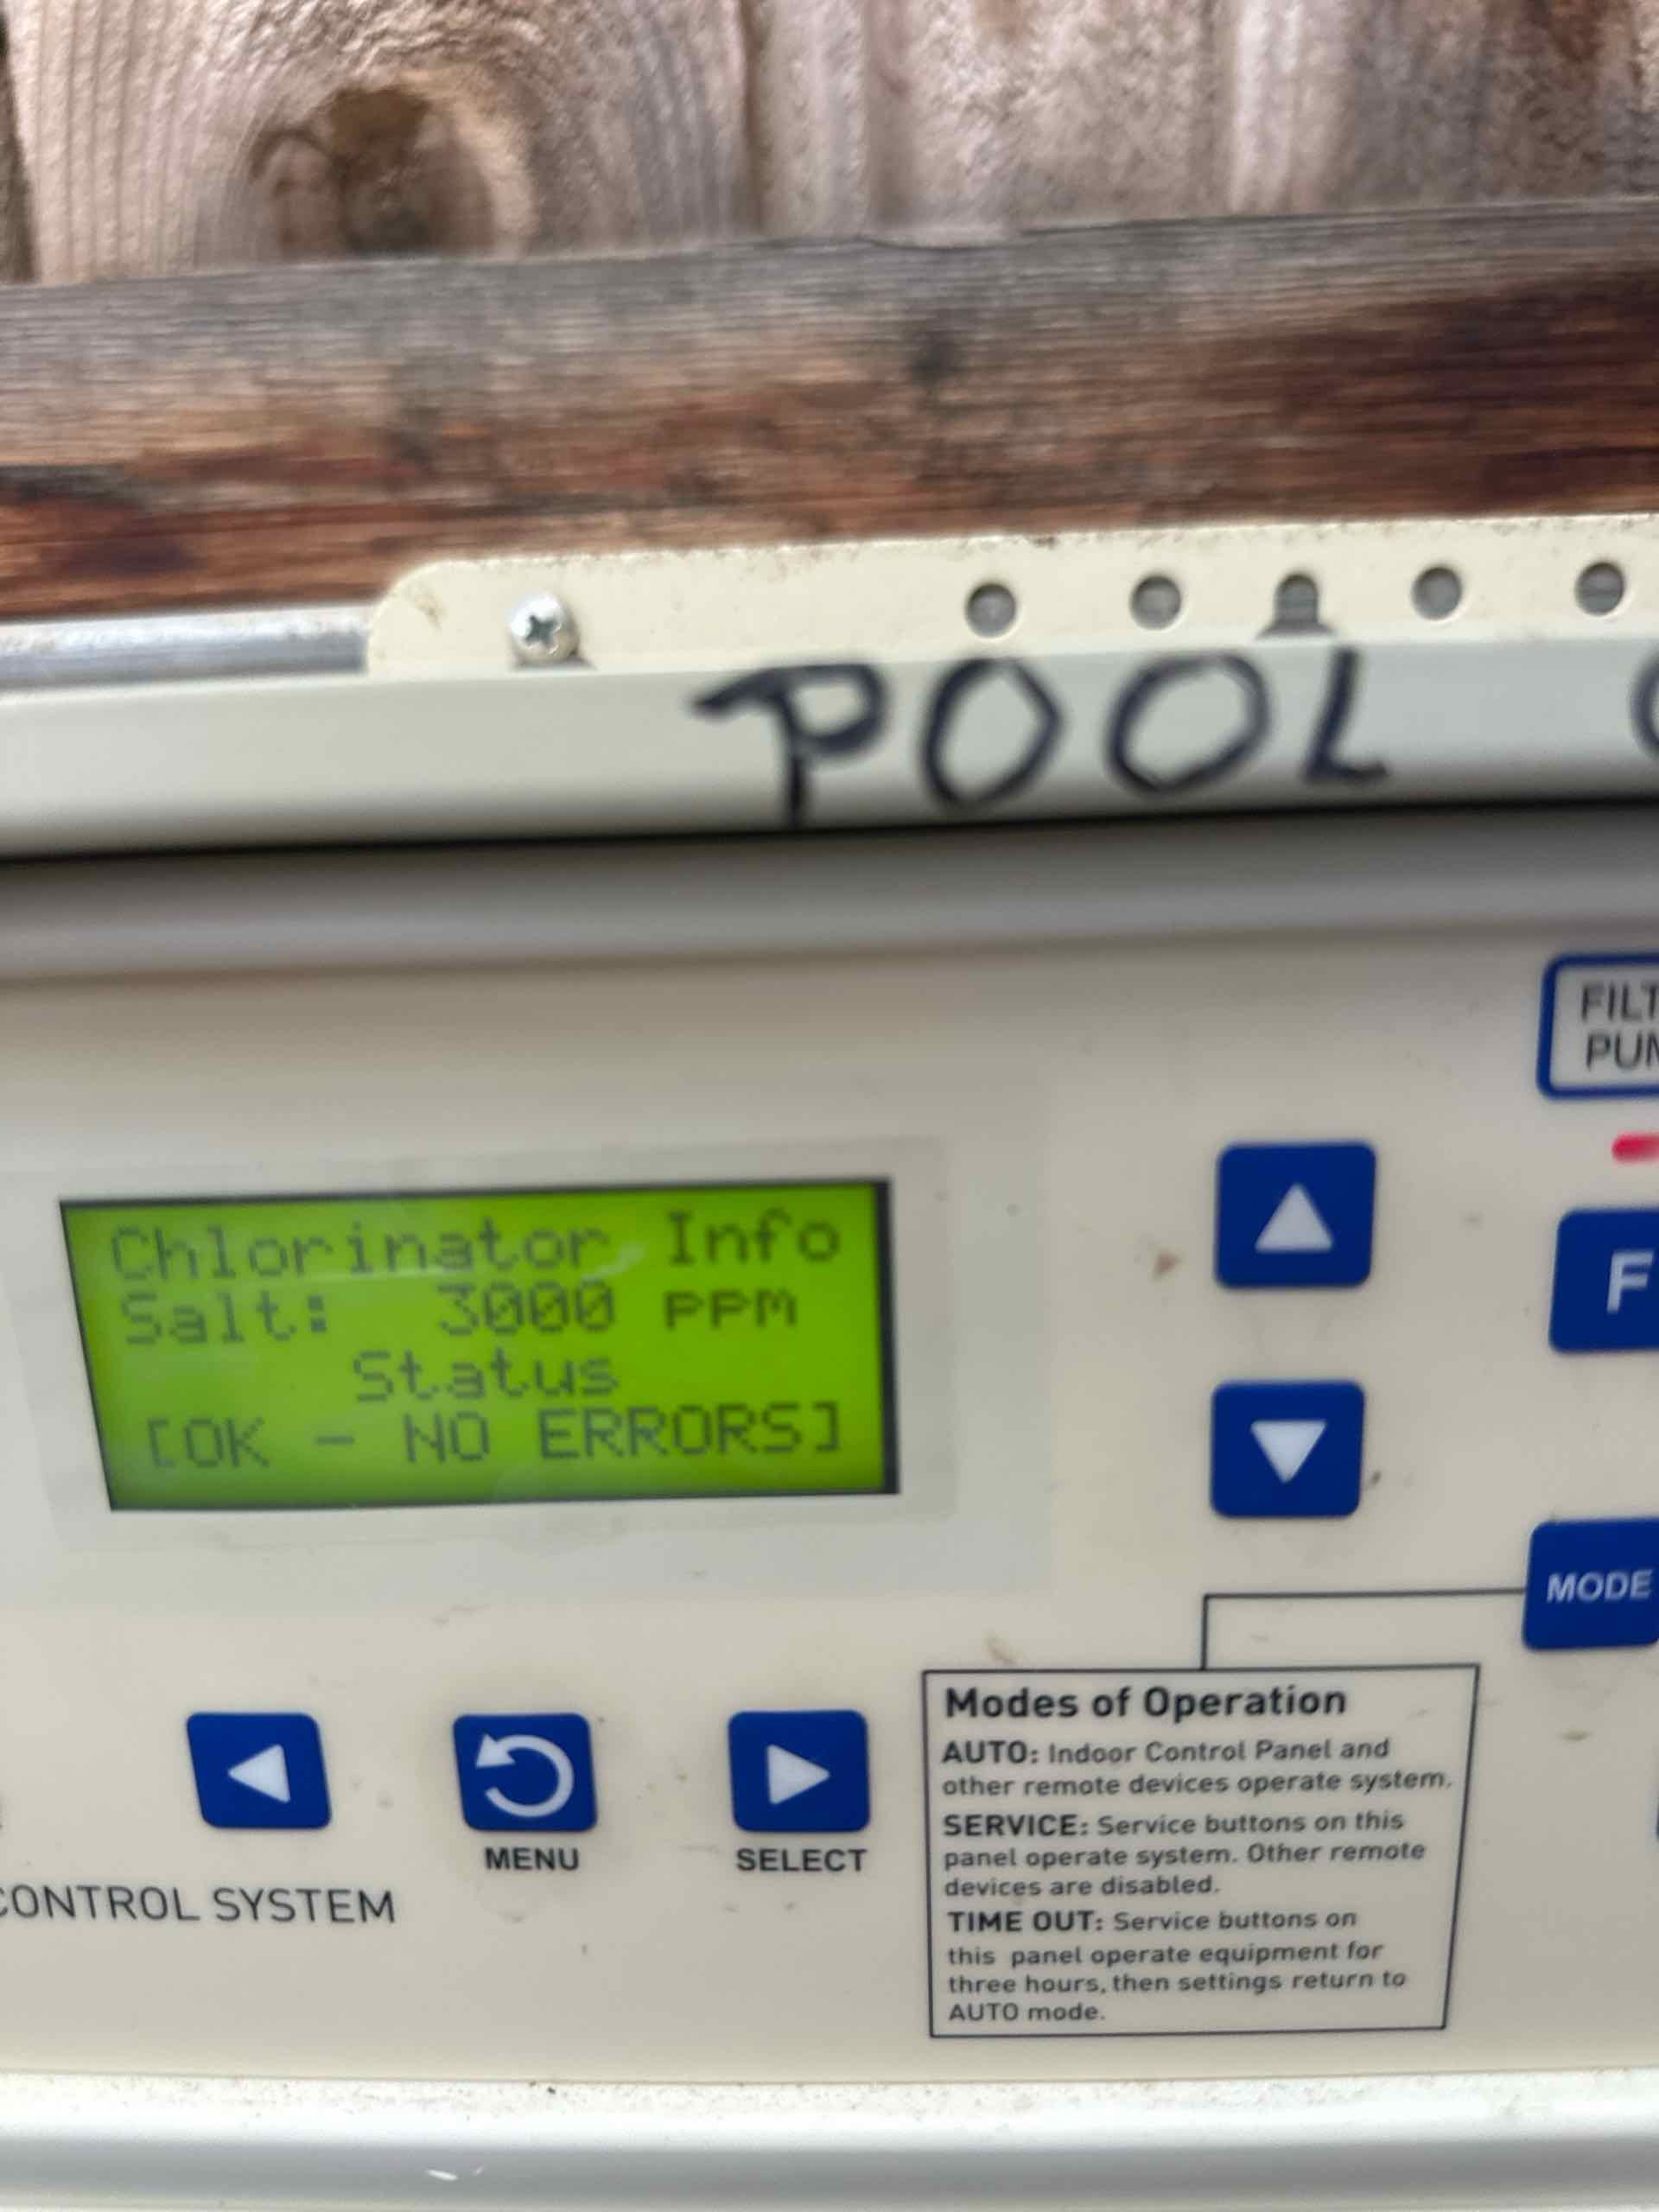 POOL
FILT
PUM
Chlorinator Info
Salt: 3000 PPM
Status
[OK - NO ERRORS]
F
MODE
MENU
SELECT
CONTROL SYSTEM
Modes of Operation
AUTO: Indoor Control Panel and
other remote devices operate system.
SERVICE: Service buttons on this
panel operate system. Other remote
devices are disabled.
TIME OUT: Service buttons on
this panel operate equipment for
three hours, then settings return to
AUTO mode.